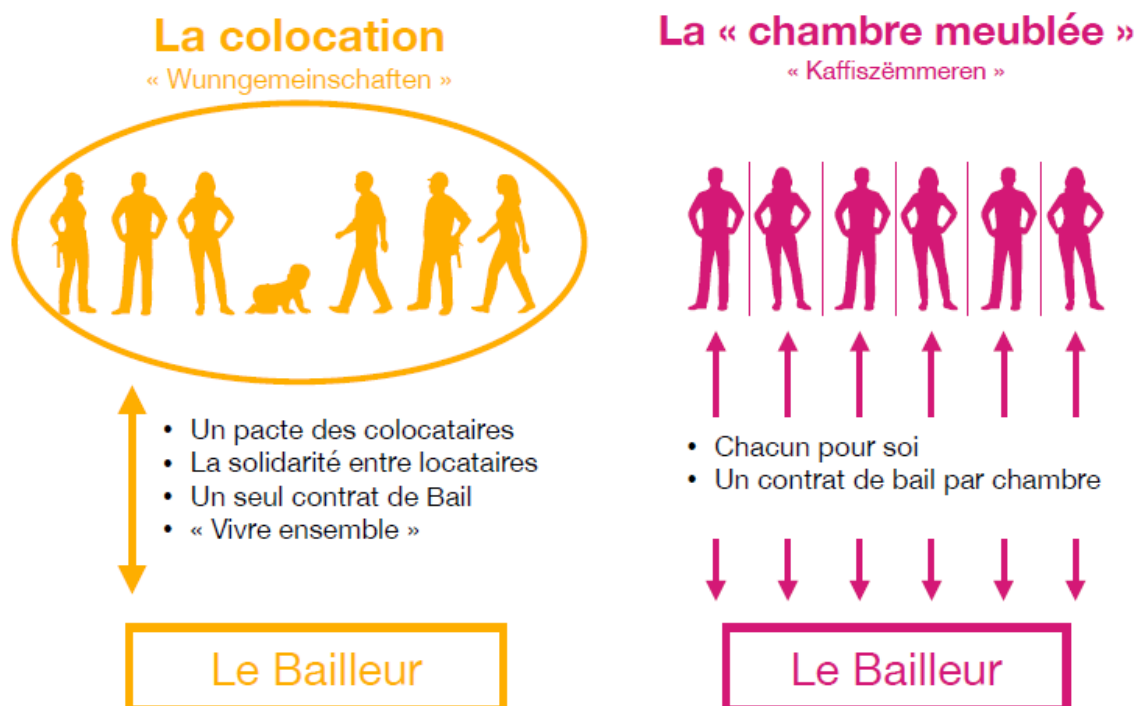 La colocation
« Wunngemeinschaften »
• Un pacte des colocataires
• La solidarité entre locataires
• Un seul contrat de Bail
• « Vivre ensemble »
Le Bailleur
La « chambre meublée »
« Kaffiszëmmeren »
• Chacun pour soi
• Un contrat de bail par chambre
Le Bailleur